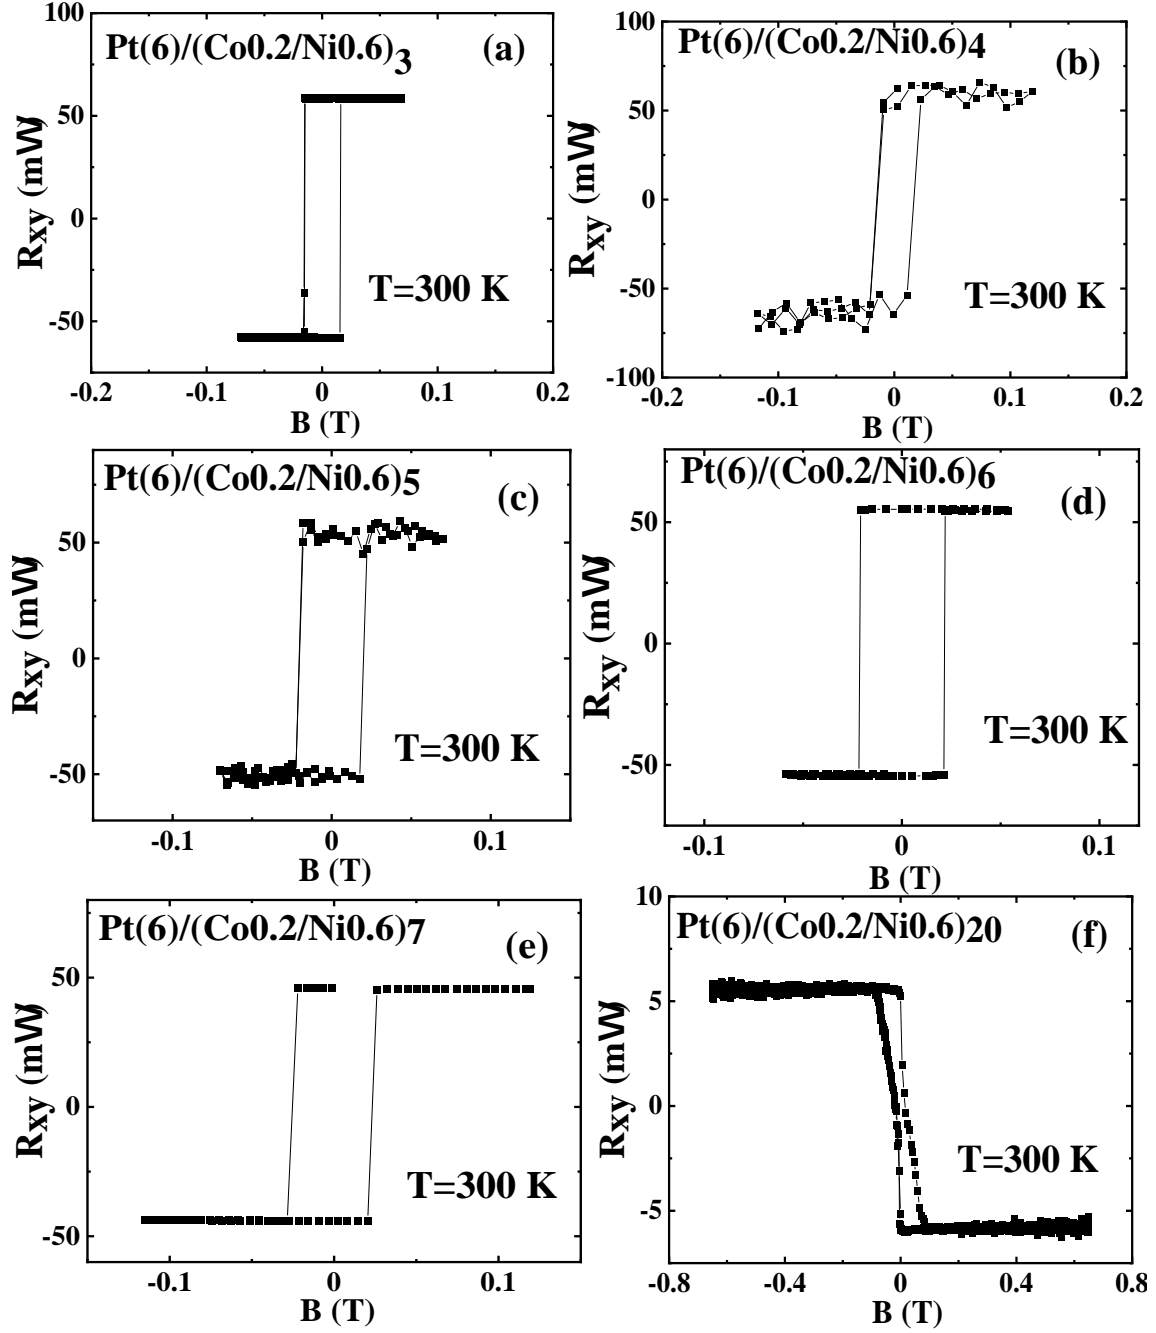 Pt(6)/(Co0.2/Ni0.6)3
(a)
Rxy (mW)
100
50
0
-50
T=300 K
-0.2 -0.1 0 0.1 0.2
B (T)
Pt(6)/(Co0.2/Ni0.6)4
(b)
Rxy (mW)
100
50
0
-50
-100
T=300 K
-0.2 -0.1 0 0.1 0.2
B (T)
Pt(6)/(Co0.2/Ni0.6)5
(c)
Rxy (mW)
50
0
-50
T=300 K
-0.1 0 0.1
B (T)
Pt(6)/(Co0.2/Ni0.6)6
(d)
Rxy (mW)
50
0
-50
T=300 K
-0.1 0 0.1
B (T)
Pt(6)/(Co0.2/Ni0.6)7
(e)
Rxy (mW)
50
0
-50
T=300 K
-0.1 0 0.1
B (T)
Pt(6)/(Co0.2/Ni0.6)20
(f)
Rxy (mW)
10
5
0
-5
T=300 K
-0.8 -0.4 0 0.4 0.8
B (T)